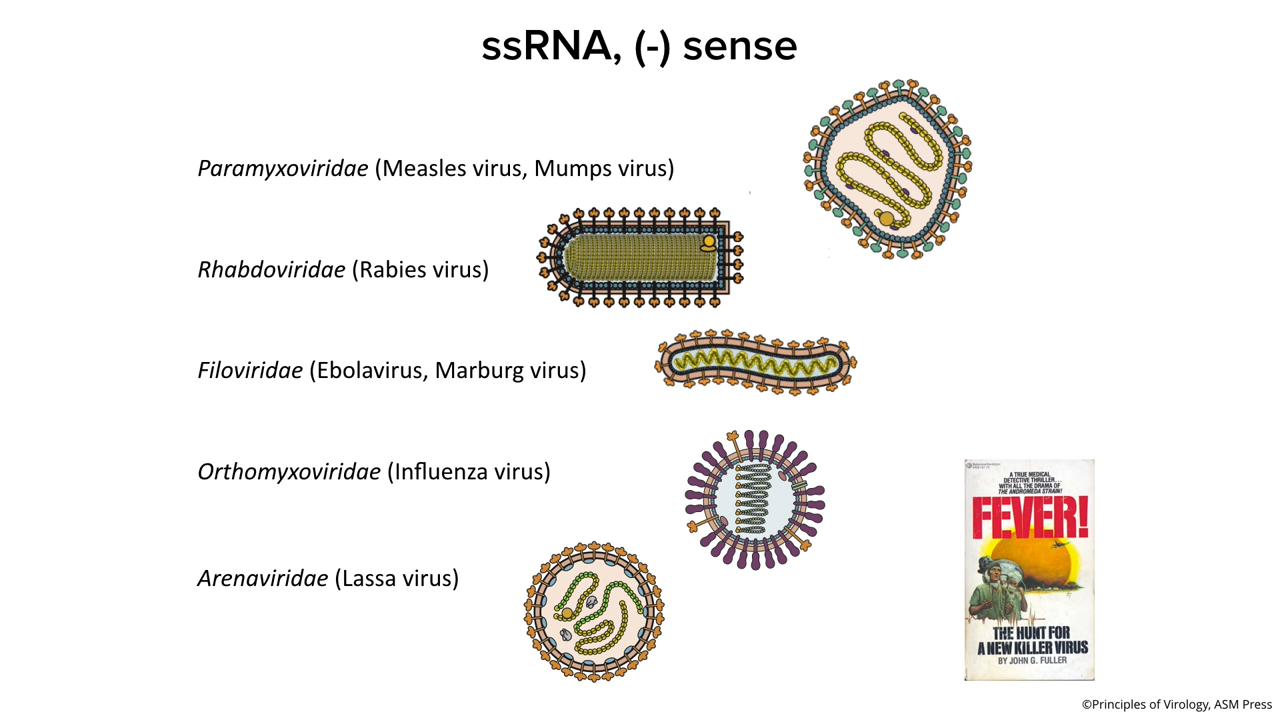 ssRNA, (-) sense
Paramyxoviridae (Measles virus, Mumps virus)
Rhabdoviridae (Rabies virus)
Filoviridae (Ebolavirus, Marburg virus)
Orthomyxoviridae (Influenza virus)
Arenaviridae (Lassa virus)
A TRUE MEDICAL
DETECTIVE THRILLER...
WITH ALL THE DRAMA OF
THE ANDROMEDA STRAIN!
FEVER!
THE HUNT FOR
A NEW KILLER VIRUS
BY JOHN G. FULLER
©Principles of Virology, ASM Press